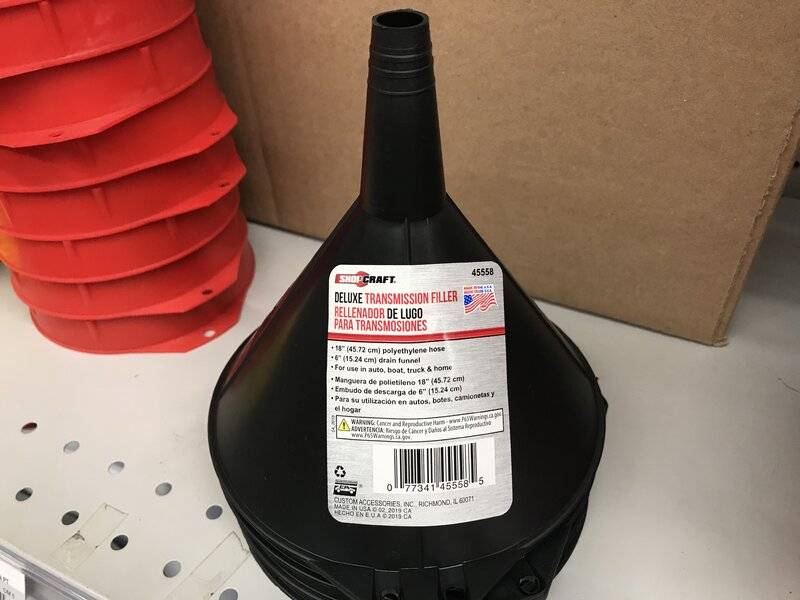 SHOPCRAFT.
45558
DELUXE TRANSMISSION FILLER
RELLENADOR DE LUGO
PARA TRANSMOSIONES
• 18" (45.72 cm) polyethylene hose
• 6" (15.24 cm) drain funnel
• For use in auto, boat, truck & home
• Manguera de polietileno 18" (45.72 cm)
• Embudo de descarga de 6" (15.24 cm)
• Para su utilización en autos, botes, camionetas y
el hogar
WARNING: Cancer and Reproductive Harm - www.P65Warnings.ca.gov
ADVERTENCIA: Riesgo de Cáncer y Daños al Sistema Reproductivo
www.P65Warnings.ca.gov.
0 77341 45558 5
CUSTOM ACCESSORIES, INC., RICHMOND, IL 60071
MADE IN USA © 02, 2019 CA
HECHO EN E.U.A © 2019 CA